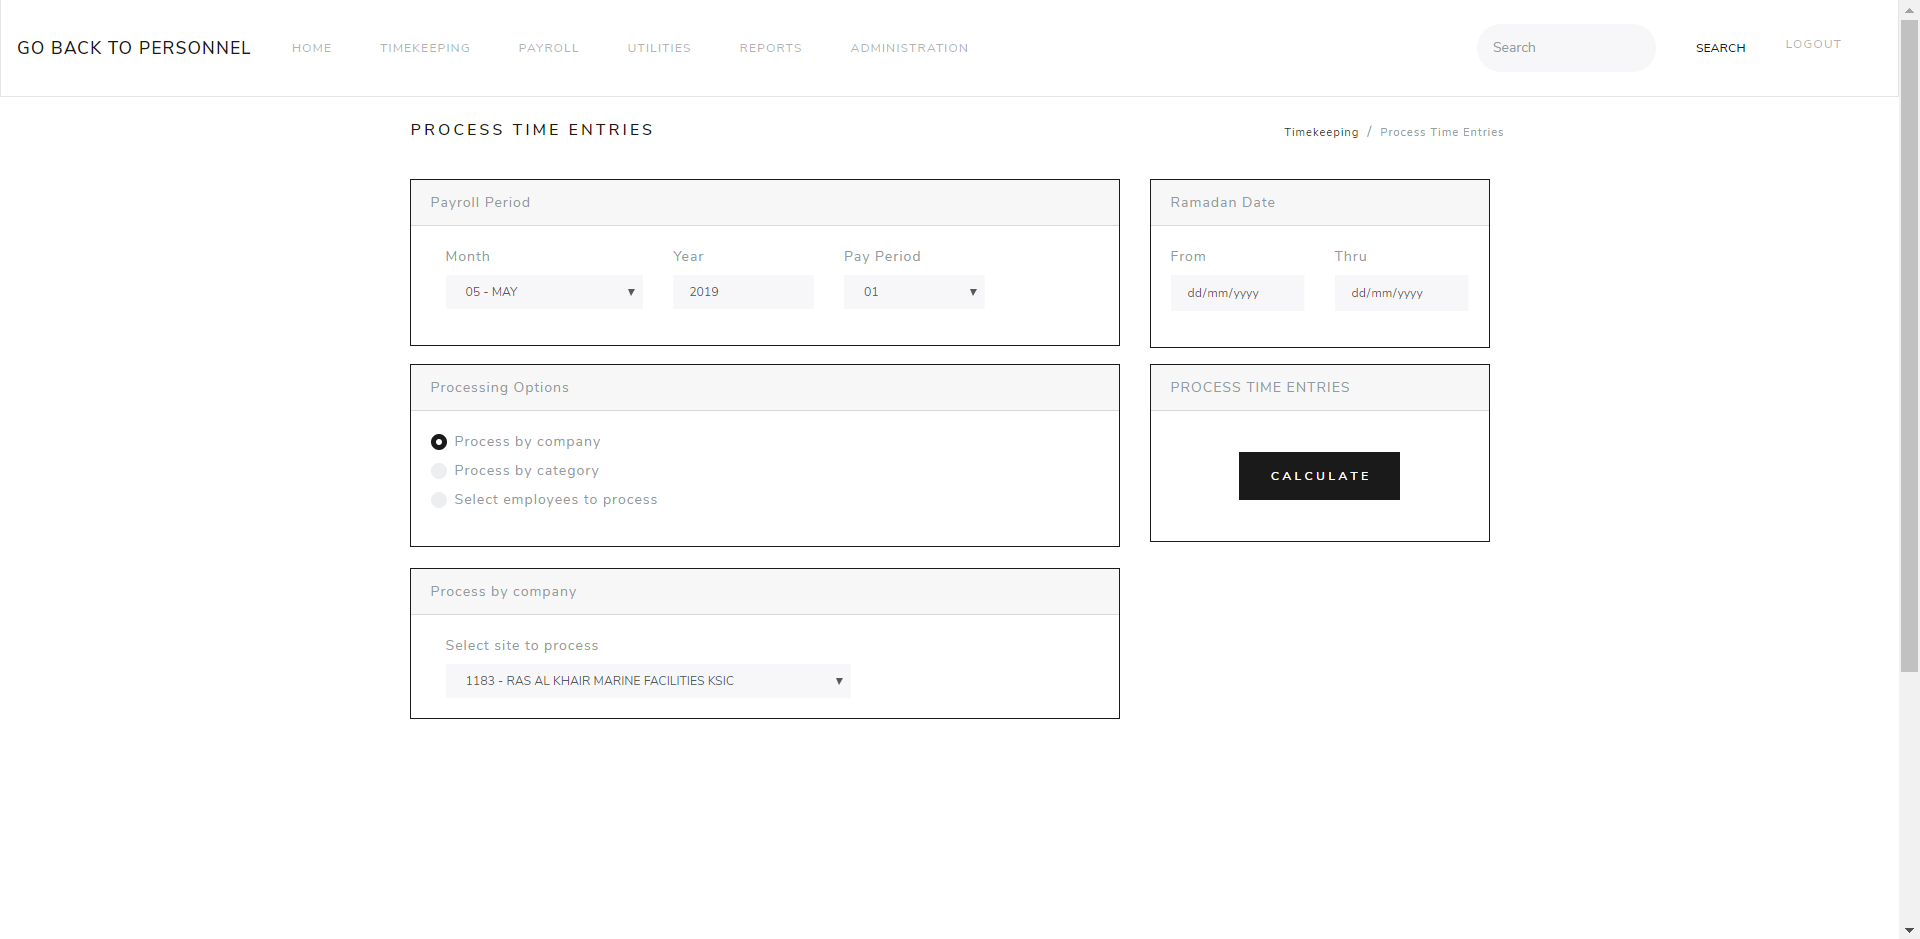 GO BACK TO PERSONNEL HOME TIMEKEEPING PAYROLL UTILITIES REPORTS ADMINISTRATION Search SEARCH LOGOUT
PROCESS TIME ENTRIES
Timekeeping / Process Time Entries
Payroll Period
Month Year Pay Period
05 - MAY 2019 01
Ramadan Date
From Thru
dd/mm/yyyy dd/mm/yyyy
Processing Options
Process by company
Process by category
Select employees to process
PROCESS TIME ENTRIES
CALCULATE
Process by company
Select site to process
1183 - RAS AL KHAIR MARINE FACILITIES KSIC